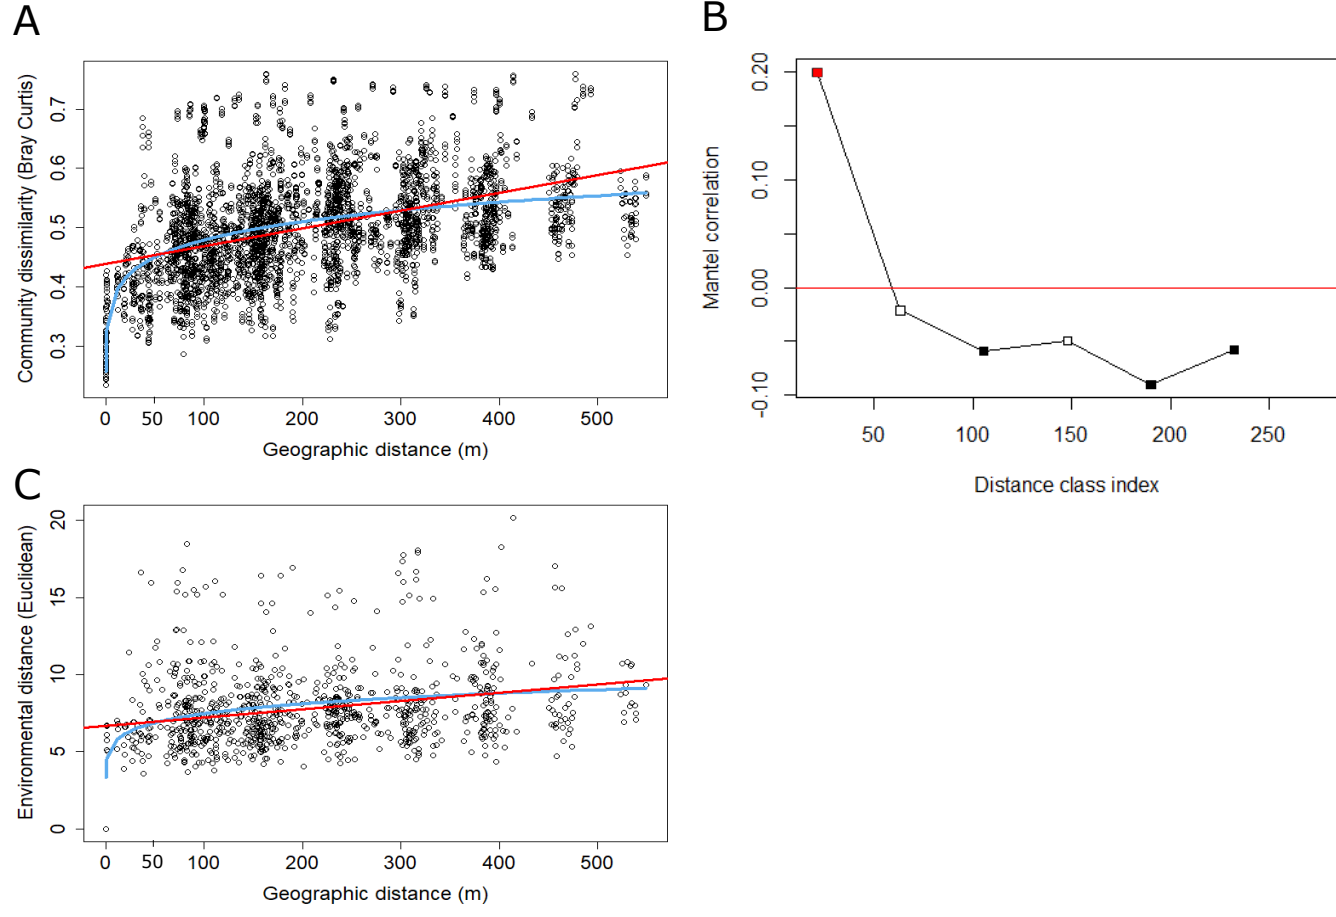 A
Community dissimilarity (Bray Curtis)
0.7
0.6
0.5
0.4
0.3
0 50 100 200 300 400 500
Geographic distance (m)
B
Mantel correlation
0.20
0.10
0.00
-0.10
50 100 150 200 250
Distance class index
C
Environmental distance (Euclidean)
20
15
10
5
0
0 50 100 200 300 400 500
Geographic distance (m)